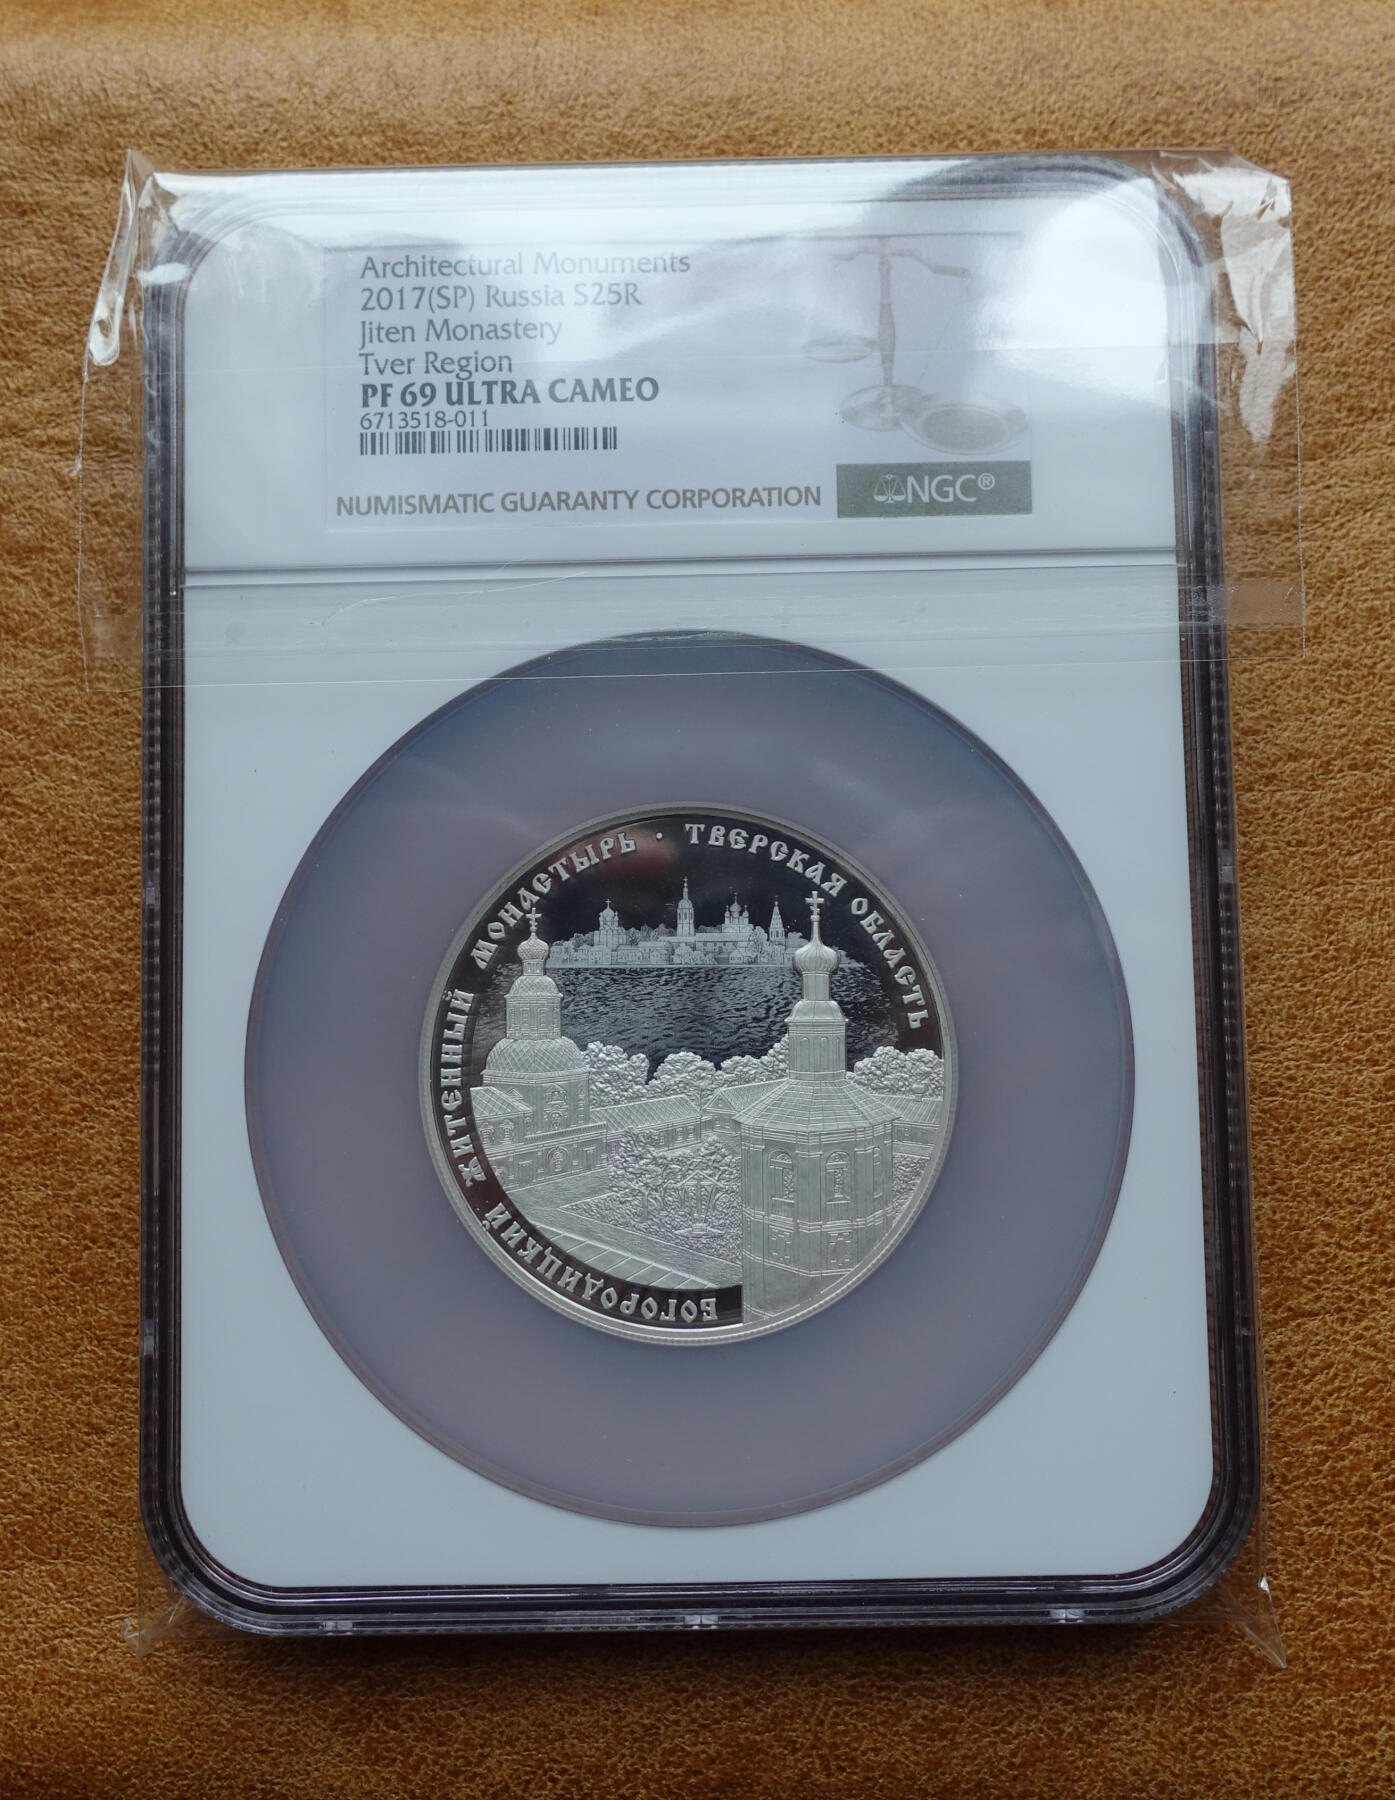 Architectural Monuments
2017(SP) Russia S25R
Jiten Monastery
Tver Region
PF 69 ULTRA CAMEO
6713518-011
NUMISMATIC GUARANTY CORPORATION
NGC®
БОГОРОДИЦКИЙ ЖИТЕННЫЙ МОНАСТЫРЬ · ТВЕРСКАЯ ОБЛАСТЬ